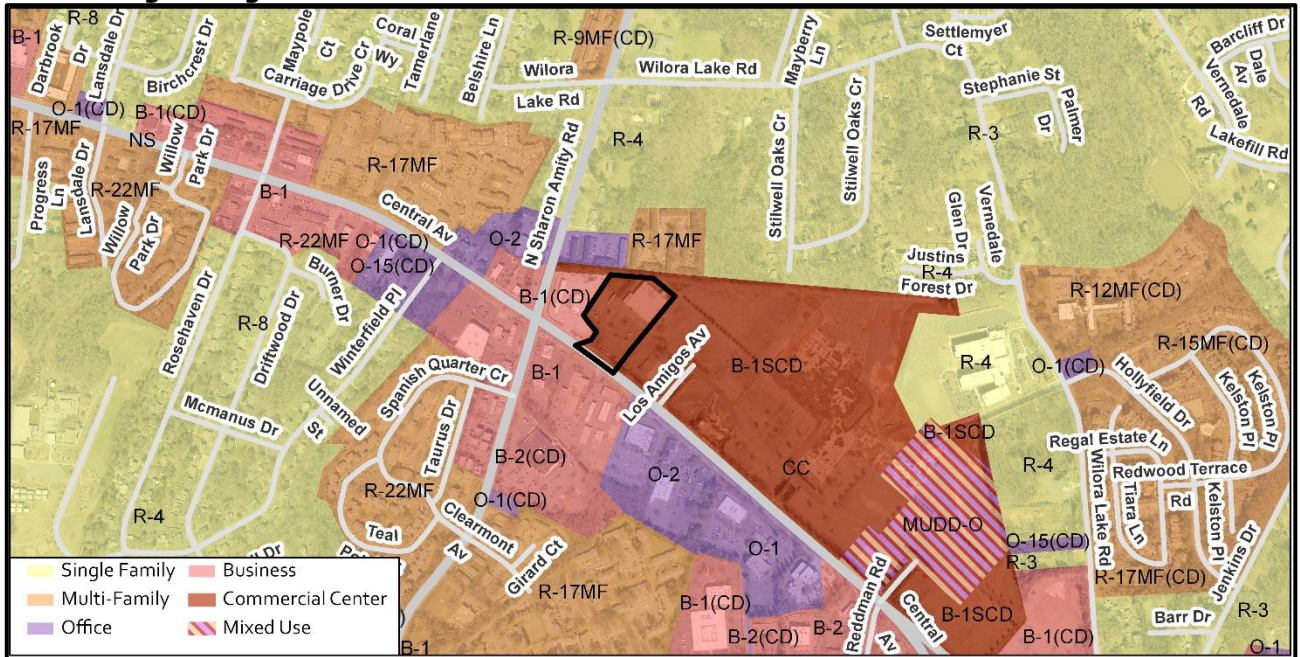 R-8
B-1
Darbrook
Dr
Lansdale Dr
Birchcrest Dr
Maypole
Ct
Carriage Drive Cr
Coral
Wy
Tamerlane
Belshire Ln
R-9MF(CD)
Wilora
Lake Rd
Wilora Lake Rd
Mayberry
Ln
Settlemyer
Ct
Stephanie St
Palmer
Dr
Barcliff Dr
Dale
Av
Vernedale
Rd
Lakefill Rd
O-1(CD)
B-1(CD)
R-17MF
NS
Willow
Park Dr
Progress
Ln
Lansdale Dr
R-22MF
Willow
Park Dr
B-1
R-17MF
Central Av
N Sharon Amity Rd
R-4
Stilwell Oaks Cr
Stilwell Oaks Cr
R-3
Glen Dr
Vernedale
Justins
R-4
Forest Dr
R-22MF
O-1(CD)
O-15(CD)
O-2
R-17MF
B-1(CD)
Rosehaven Dr
R-8
Driftwood Dr
Burner Dr
Winterfield Pl
Unnamed
St
Spanish Quarter Cr
Taurus Dr
Mcmanus Dr
B-1
Los Amigos Av
B-1SCD
R-4
R-12MF(CD)
R-15MF(CD)
O-1(CD)
Hollyfield Dr
Kelston Pl
Kelston Pl
Regal Estate Ln
Redwood Terrace
Rd
Tiara Ln
Kelston Pl
Wilora Lake Rd
Jenkins Dr
B-1SCD
R-4
CC
MUDD-O
O-15(CD)
R-3
R-17MF(CD)
Barr Dr
R-3
O-1
B-2(CD)
O-2
R-22MF
O-1(CD)
Teal
Clearmont
Av
Girard Ct
R-17MF
O-1
B-1(CD)
B-2(CD)
B-2
Reddman Rd
Central
Av
B-1SCD
B-1(CD)
R-4
Dr
B-1
Single Family
Business
Multi-Family
Commercial Center
Office
Mixed Use